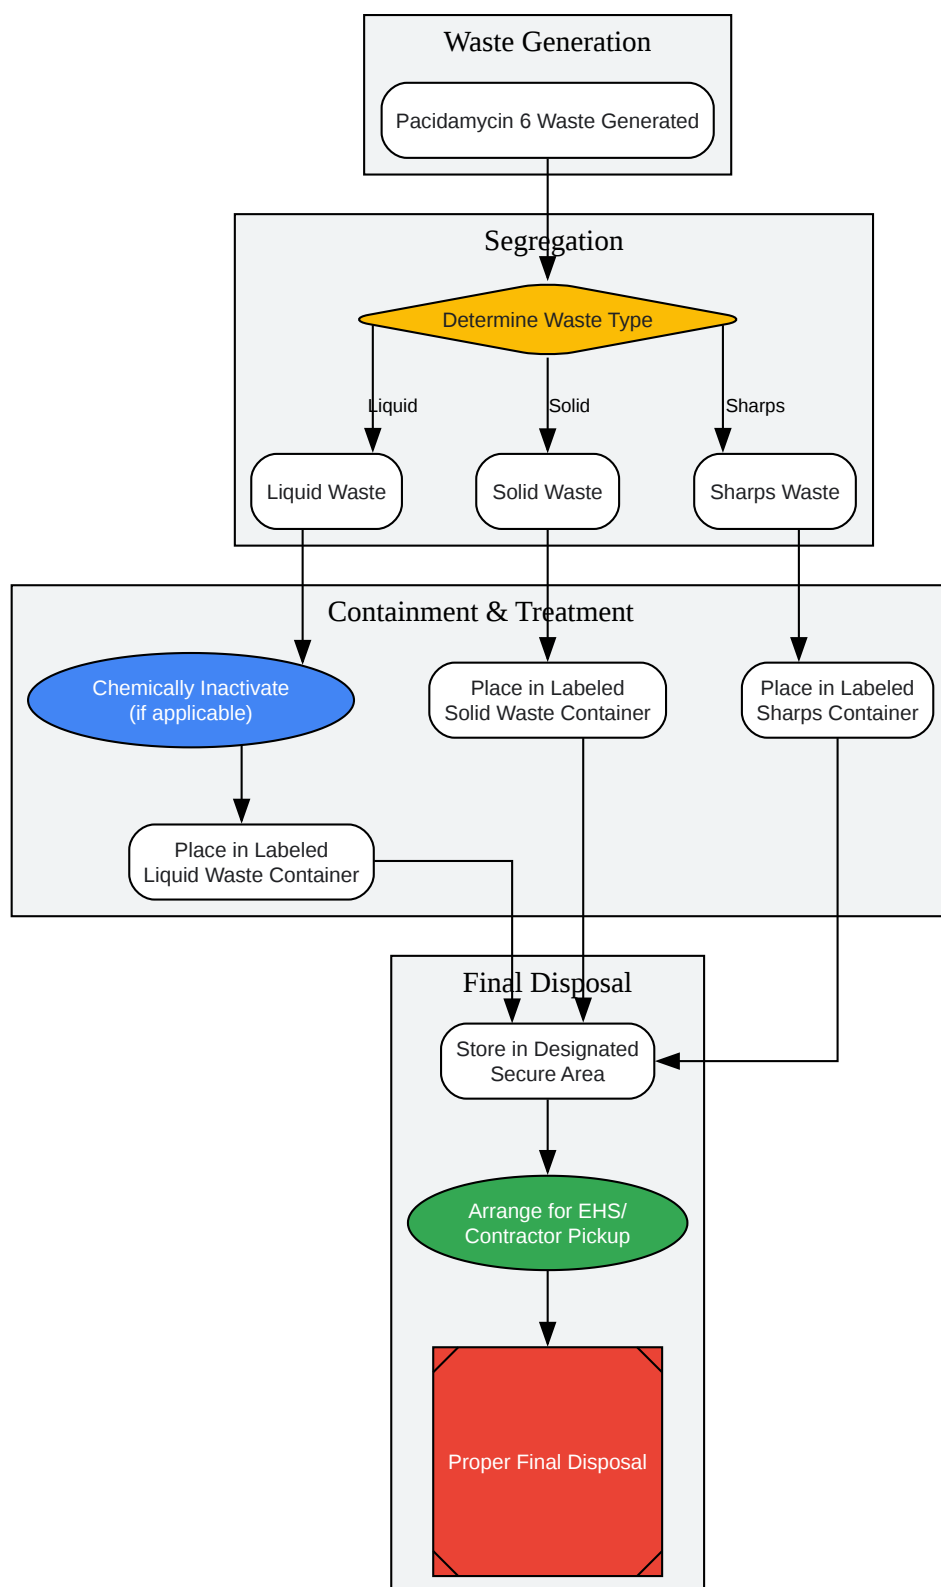 Waste Generation
Pacidamycin 6 Waste Generated
Segregation
Determine Waste Type
Liquid
Solid
Sharps
Liquid Waste
Solid Waste
Sharps Waste
Containment & Treatment
Chemically Inactivate
(if applicable)
Place in Labeled
Solid Waste Container
Place in Labeled
Sharps Container
Place in Labeled
Liquid Waste Container
Final Disposal
Store in Designated
Secure Area
Arrange for EHS/
Contractor Pickup
Proper Final Disposal